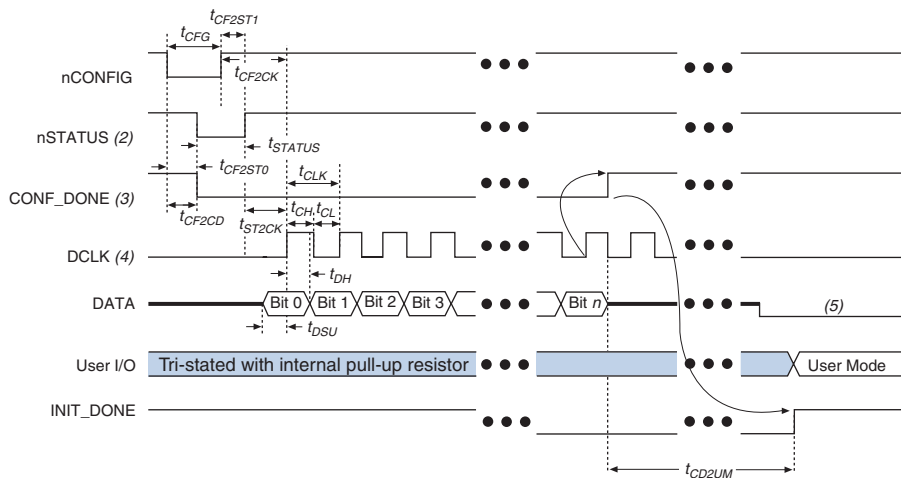 tCF2ST1
tCFG
nCONFIG
tCF2CK
nSTATUS (2)
tSTATUS
tCF2ST0
tCLK
CONF_DONE (3)
tCF2CD
tST2CK
tCH
tCL
DCLK (4)
tDH
DATA
Bit 0
Bit 1
Bit 2
Bit 3
Bit n
(5)
tDSU
User I/O
Tri-stated with internal pull-up resistor
User Mode
INIT_DONE
tCD2UM